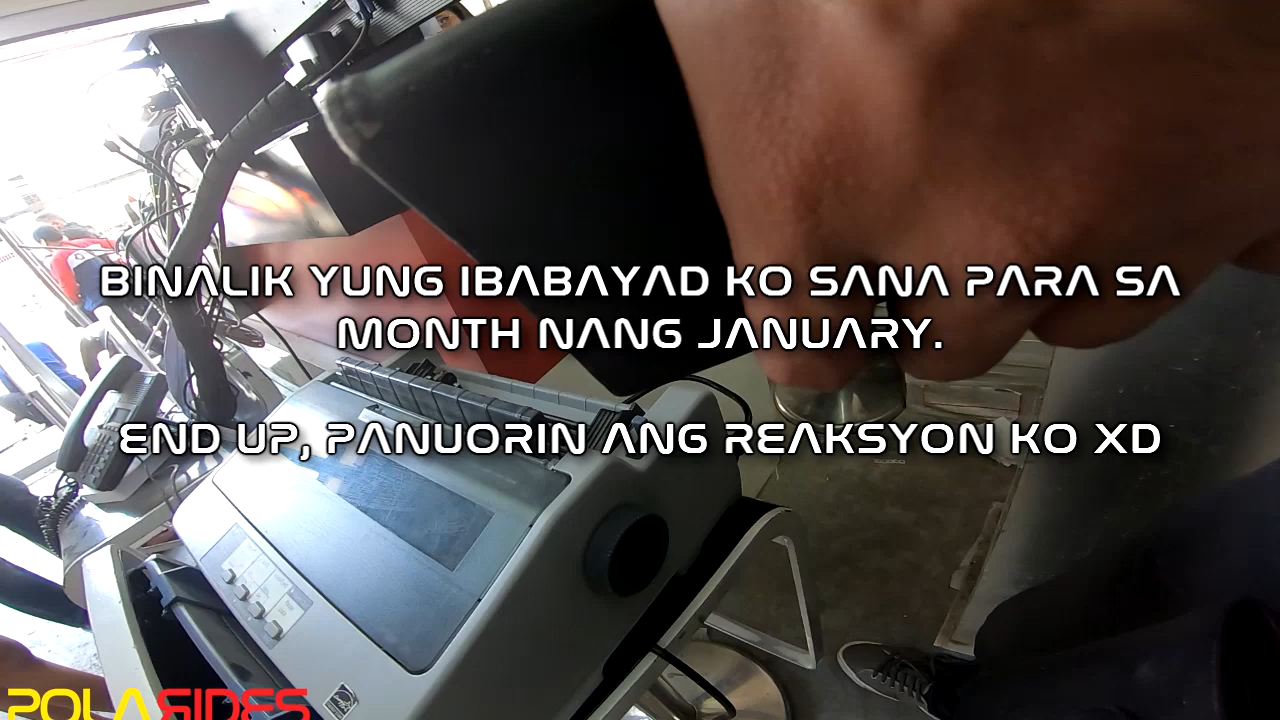 BINALIK YUNG IBABAYAD KO SANA PARA SA
MONTH NANG JANUARY.
END UP, PANUORIN ANG REAKSYON KO XD
POLARIDES